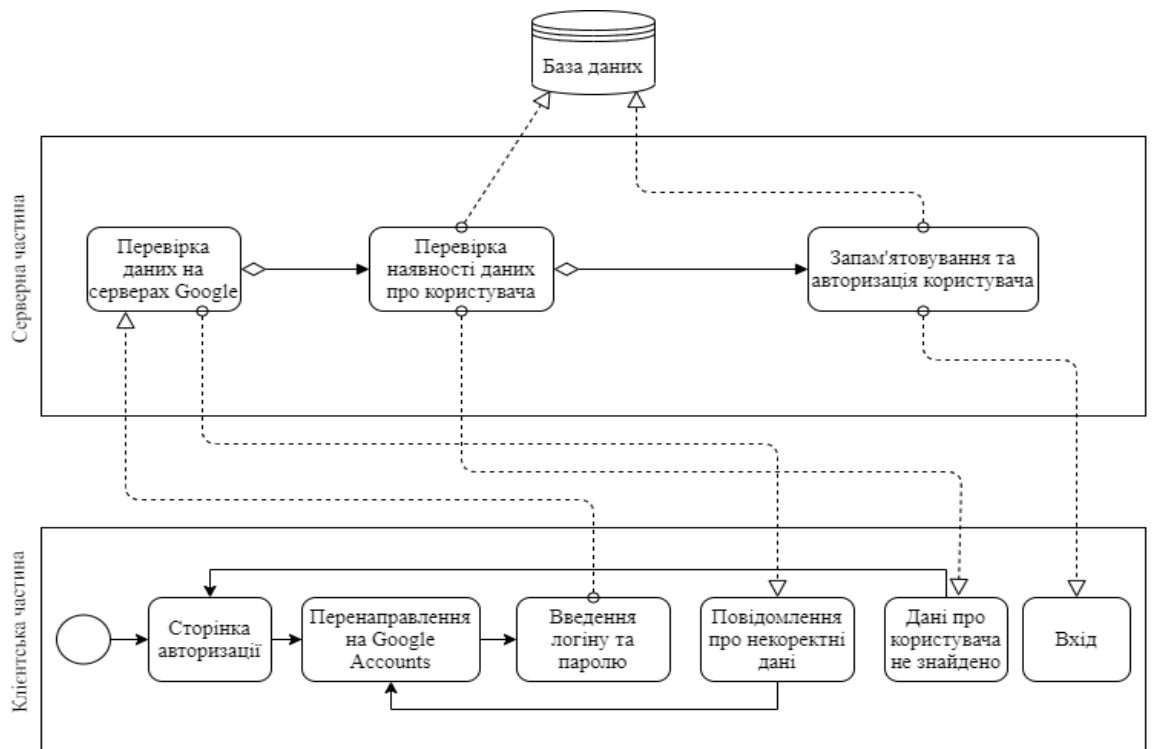 База даних
Серверна частина
Перевірка
даних на
серверах Google
Перевірка
наявності даних
про користувача
Запам'ятовування та
авторизація користувача
Клієнтська частина
Сторінка
авторизації
Перенаправлення
на Google
Accounts
Введення
логіну та
паролю
Повідомлення
про некоректні
дані
Дані про
користувача
не знайдено
Вхід